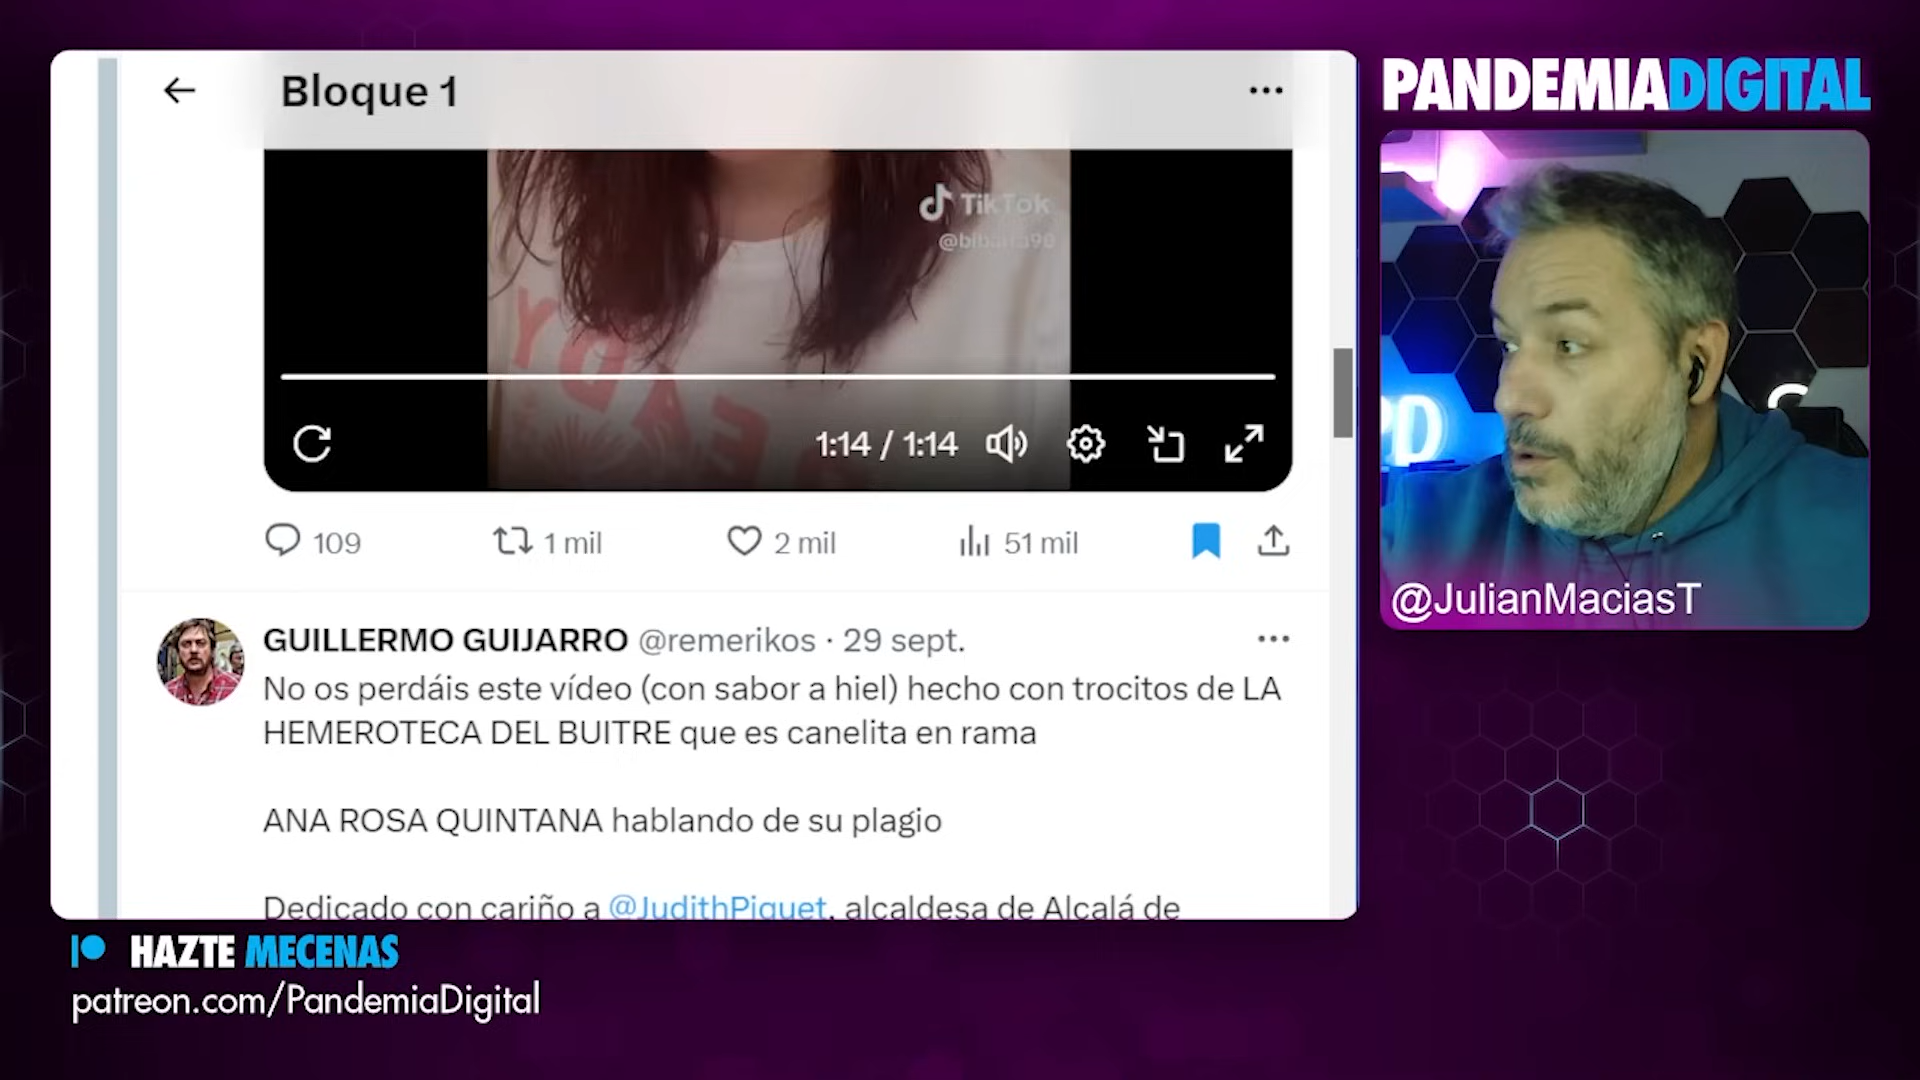 Bloque 1
PANDEMIADIGITAL
TikTok
1:14 / 1:14
109
1 mil
2 mil
51 mil
@JulianMaciasT
GUILLERMO GUIJARRO @remerikos · 29 sept.
No os perdáis este vídeo (con sabor a hiel) hecho con trocitos de LA
HEMEROTECA DEL BUITRE que es canelita en rama
ANA ROSA QUINTANA hablando de su plagio
Dedicado con cariño a @JudithPiquet, alcaldesa de Alcalá de
HAZTE MECENAS
patreon.com/PandemiaDigital